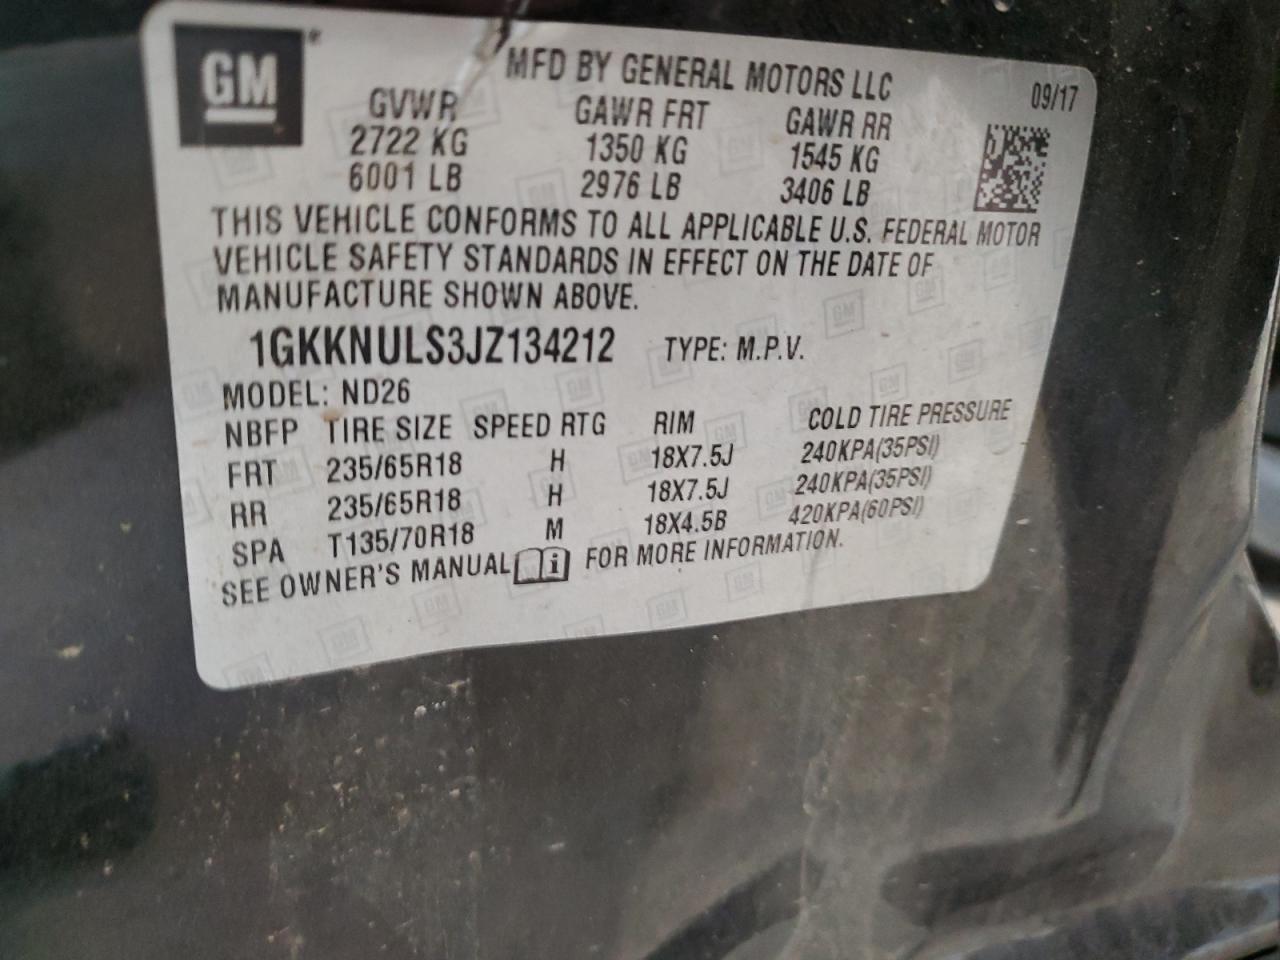 GM
MFD BY GENERAL MOTORS LLC
09/17
GVWR GAWR FRT GAWR RR
2722 KG 1350 KG 1545 KG
6001 LB 2976 LB 3406 LB
THIS VEHICLE CONFORMS TO ALL APPLICABLE U.S. FEDERAL MOTOR
VEHICLE SAFETY STANDARDS IN EFFECT ON THE DATE OF
MANUFACTURE SHOWN ABOVE.
1GKKNULS3JZ134212 TYPE: M.P.V.
MODEL: ND26
NBFP TIRE SIZE SPEED RTG RIM COLD TIRE PRESSURE
FRT 235/65R18 H 18X7.5J 240KPA(35PSI)
RR 235/65R18 H 18X7.5J 240KPA(35PSI)
SPA T135/70R18 M 18X4.5B 420KPA(60PSI)
SEE OWNER'S MANUAL i FOR MORE INFORMATION.